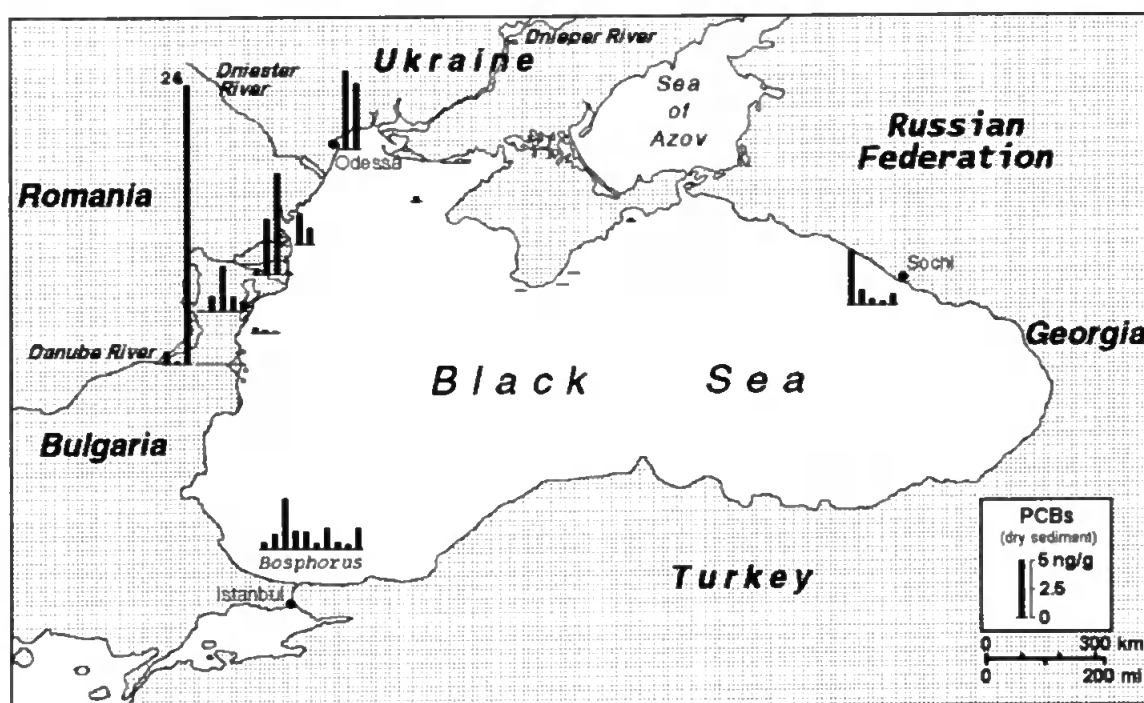 Dnieper River
Ukraine
Dniester
River
26
Sea
of
Azov
Russian
Federation
Odessa
Romania
Sochi
Georgia
Danube River
Black Sea
Bulgaria
Bosphorus
Istanbul
Turkey
PCBs
(dry sediment)
5 ng/g
2.5
0
0 300 km
0 200 mi